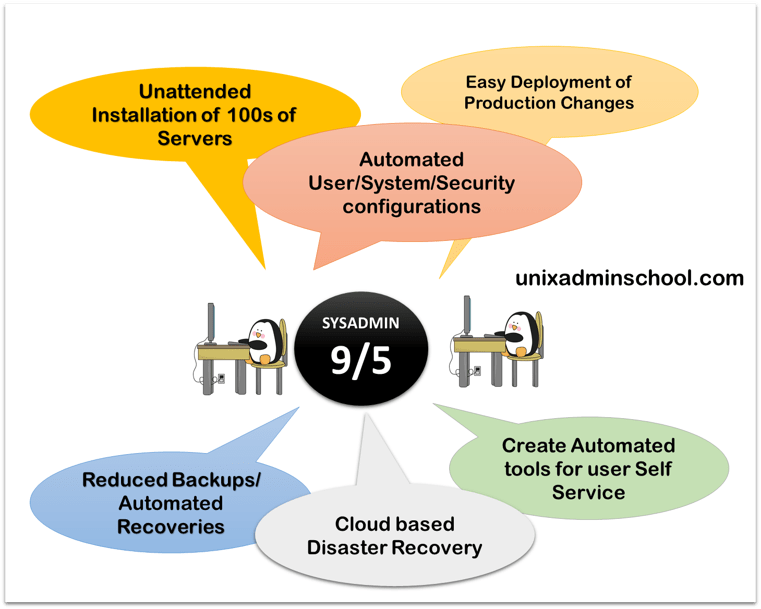 Unattended
Installation of 100s of
Servers
Easy Deployment of
Production Changes
Automated
User/System/Security
configurations
unixadminschool.com
SYSADMIN
9/5
Reduced Backups/
Automated
Recoveries
Cloud based
Disaster Recovery
Create Automated
tools for user Self
Service